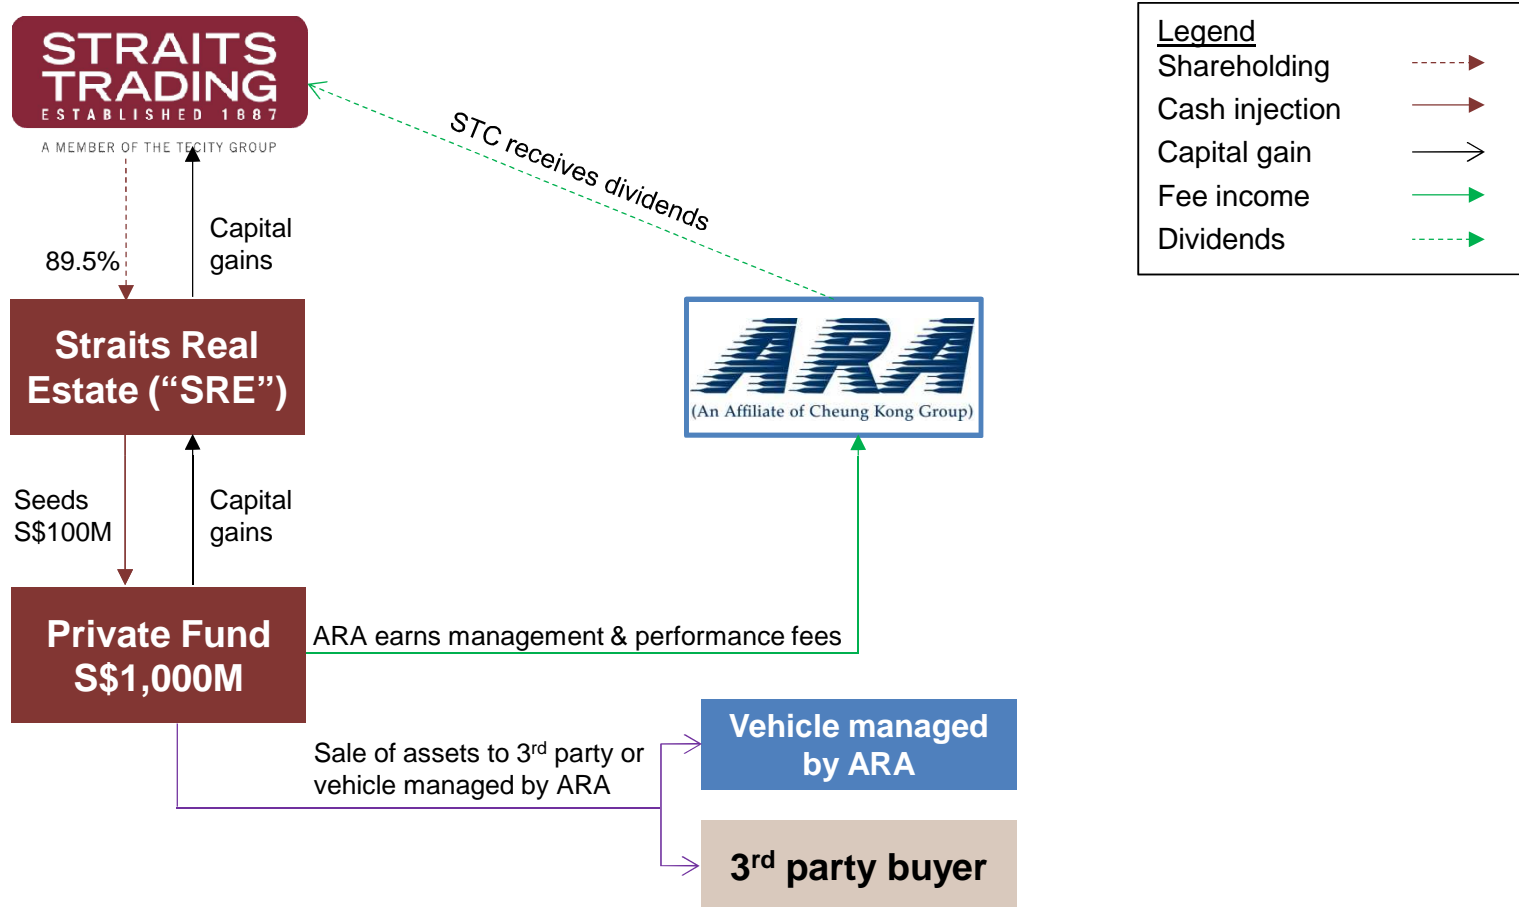 STRAITS
TRADING
ESTABLISHED 1887
A MEMBER OF THE TECITY GROUP
Legend
Shareholding
Cash injection
Capital gain
Fee income
Dividends
STC receives dividends
89.5%
Capital
gains
Straits Real
Estate (“SRE”)
ARA
(An Affiliate of Cheung Kong Group)
Seeds
S$100M
Capital
gains
Private Fund
S$1,000M
ARA earns management & performance fees
Sale of assets to 3rd party or
vehicle managed by ARA
Vehicle managed
by ARA
3rd party buyer